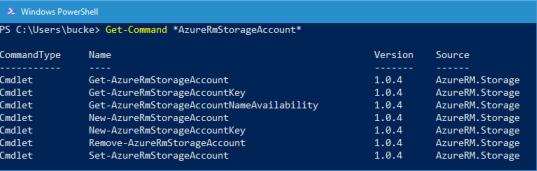 Windows PowerShell
PS C:\Users\bucke> Get-Command *AzureRmStorageAccount*
CommandType Name Version Source
----------- ---- ------- ------
Cmdlet Get-AzureRmStorageAccount 1.0.4 AzureRM.Storage
Cmdlet Get-AzureRmStorageAccountKey 1.0.4 AzureRM.Storage
Cmdlet Get-AzureRmStorageAccountNameAvailability 1.0.4 AzureRM.Storage
Cmdlet New-AzureRmStorageAccount 1.0.4 AzureRM.Storage
Cmdlet New-AzureRmStorageAccountKey 1.0.4 AzureRM.Storage
Cmdlet Remove-AzureRmStorageAccount 1.0.4 AzureRM.Storage
Cmdlet Set-AzureRmStorageAccount 1.0.4 AzureRM.Storage